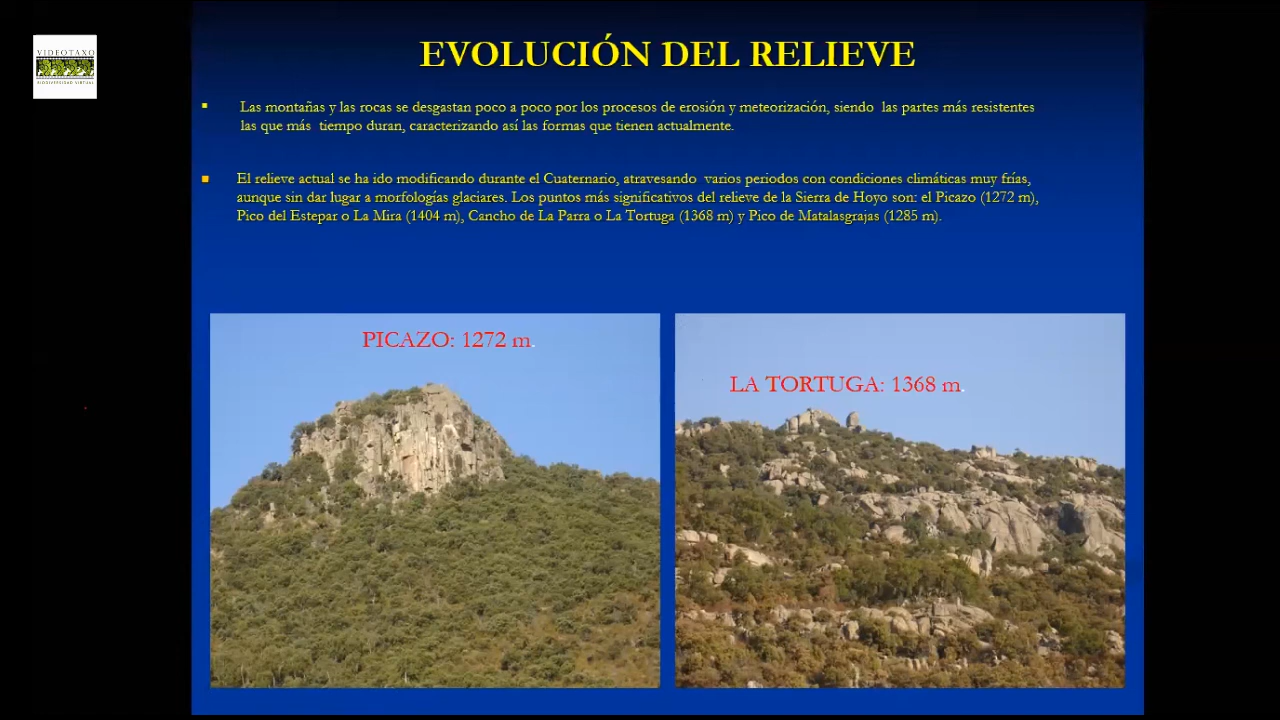 VIDEOTAXO
BIODIVERSIDAD VIRTUAL
EVOLUCIÓN DEL RELIEVE
▪ Las montañas y las rocas se desgastan poco a poco por los procesos de erosión y meteorización, siendo las partes más resistentes
las que más tiempo duran, caracterizando así las formas que tienen actualmente.
▪ El relieve actual se ha ido modificando durante el Cuaternario, atravesando varios periodos con condiciones climáticas muy frías,
aunque sin dar lugar a morfologías glaciares. Los puntos más significativos del relieve de la Sierra de Hoyo son: el Picazo (1272 m),
Pico del Estepar o La Mira (1404 m), Cancho de La Parra o La Tortuga (1368 m) y Pico de Matalasgrajas (1285 m).
PICAZO: 1272 m.
LA TORTUGA: 1368 m.